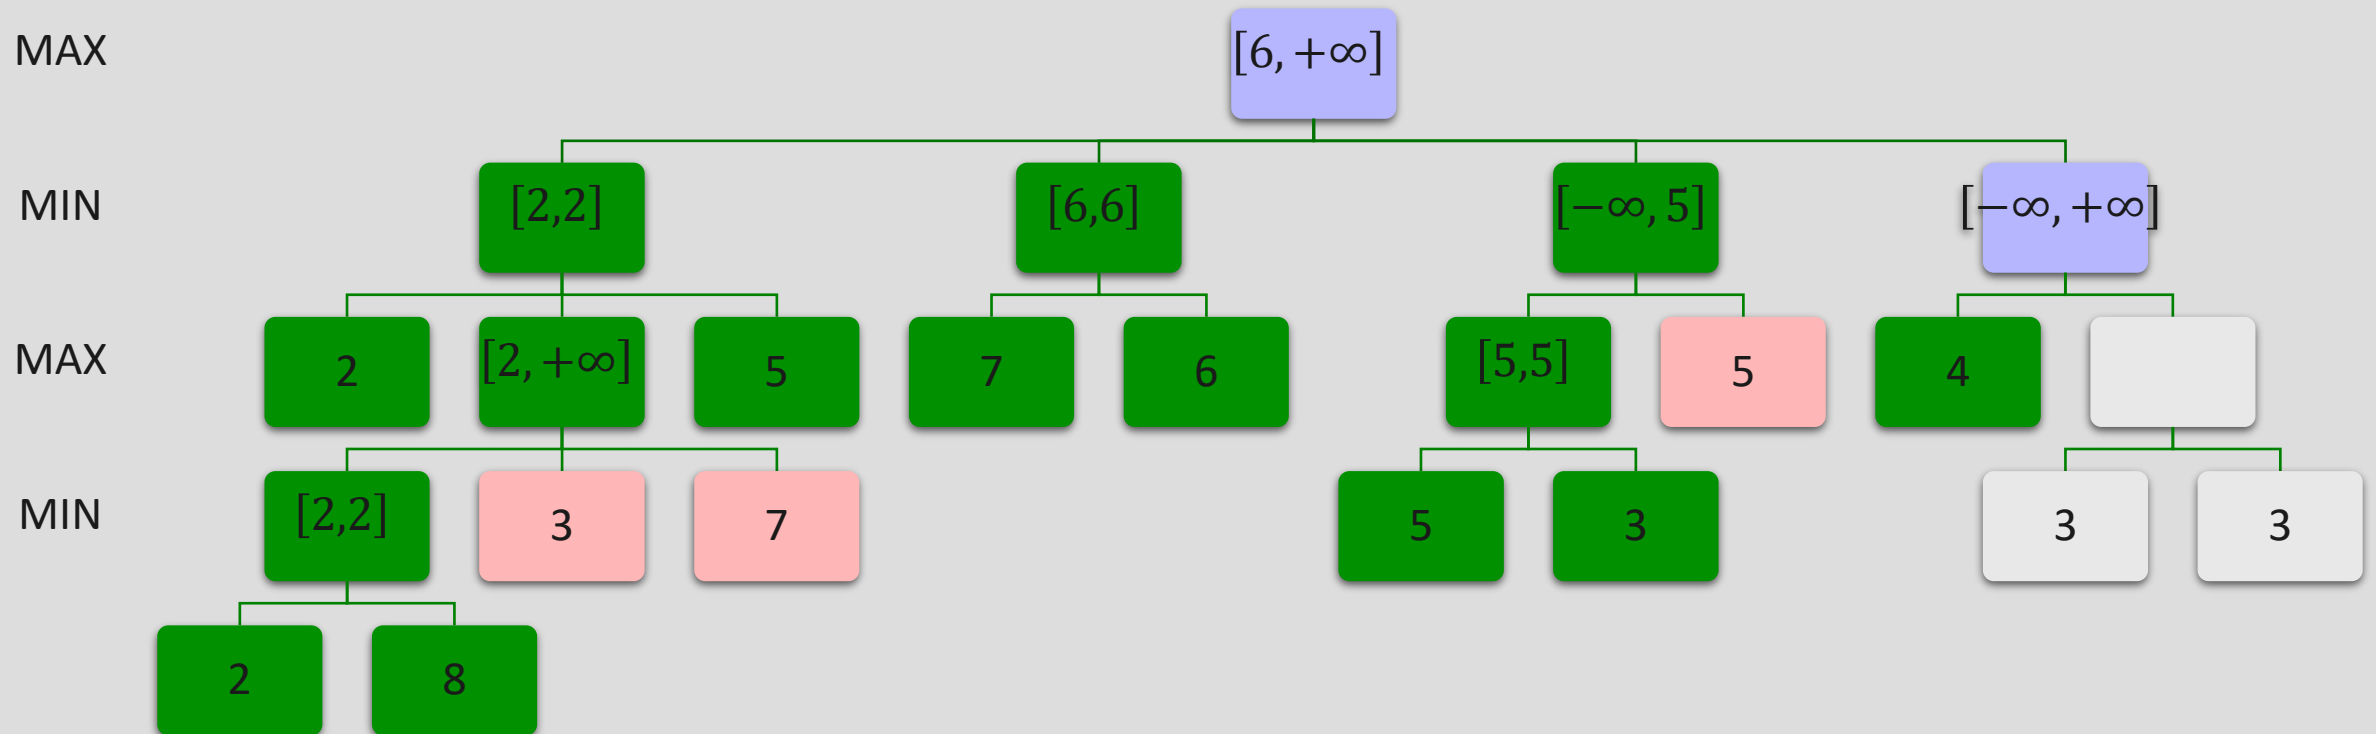 MAX [6, +∞]
MIN [2,2] [6,6] [−∞, 5] [−∞, +∞]
MAX 2 [2, +∞] 5 7 6 [5,5] 5 4
MIN [2,2] 3 7 5 3 3 3
2 8